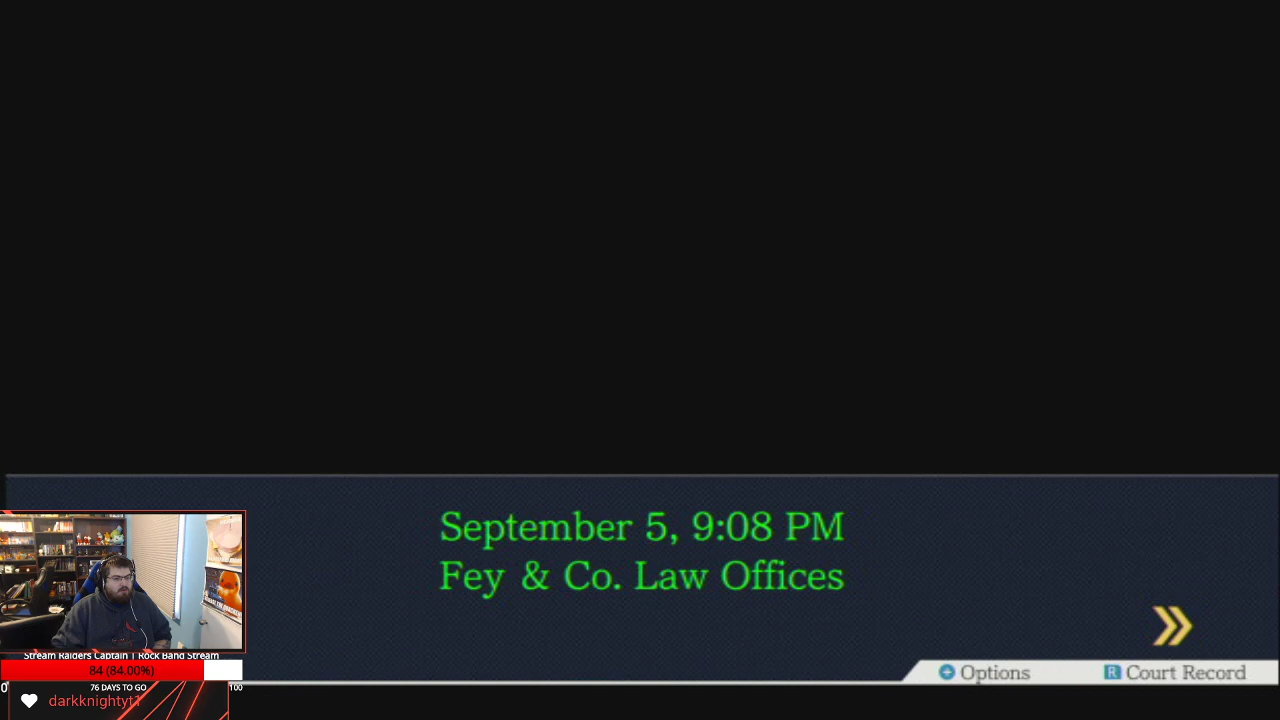 September 5, 9:08 PM
Fey & Co. Law Offices
Options
R Court Record
Stream Raiders Captain | Rock Band Stream
84 (84.00%)
0
76 DAYS TO GO
100
darkknightyt1